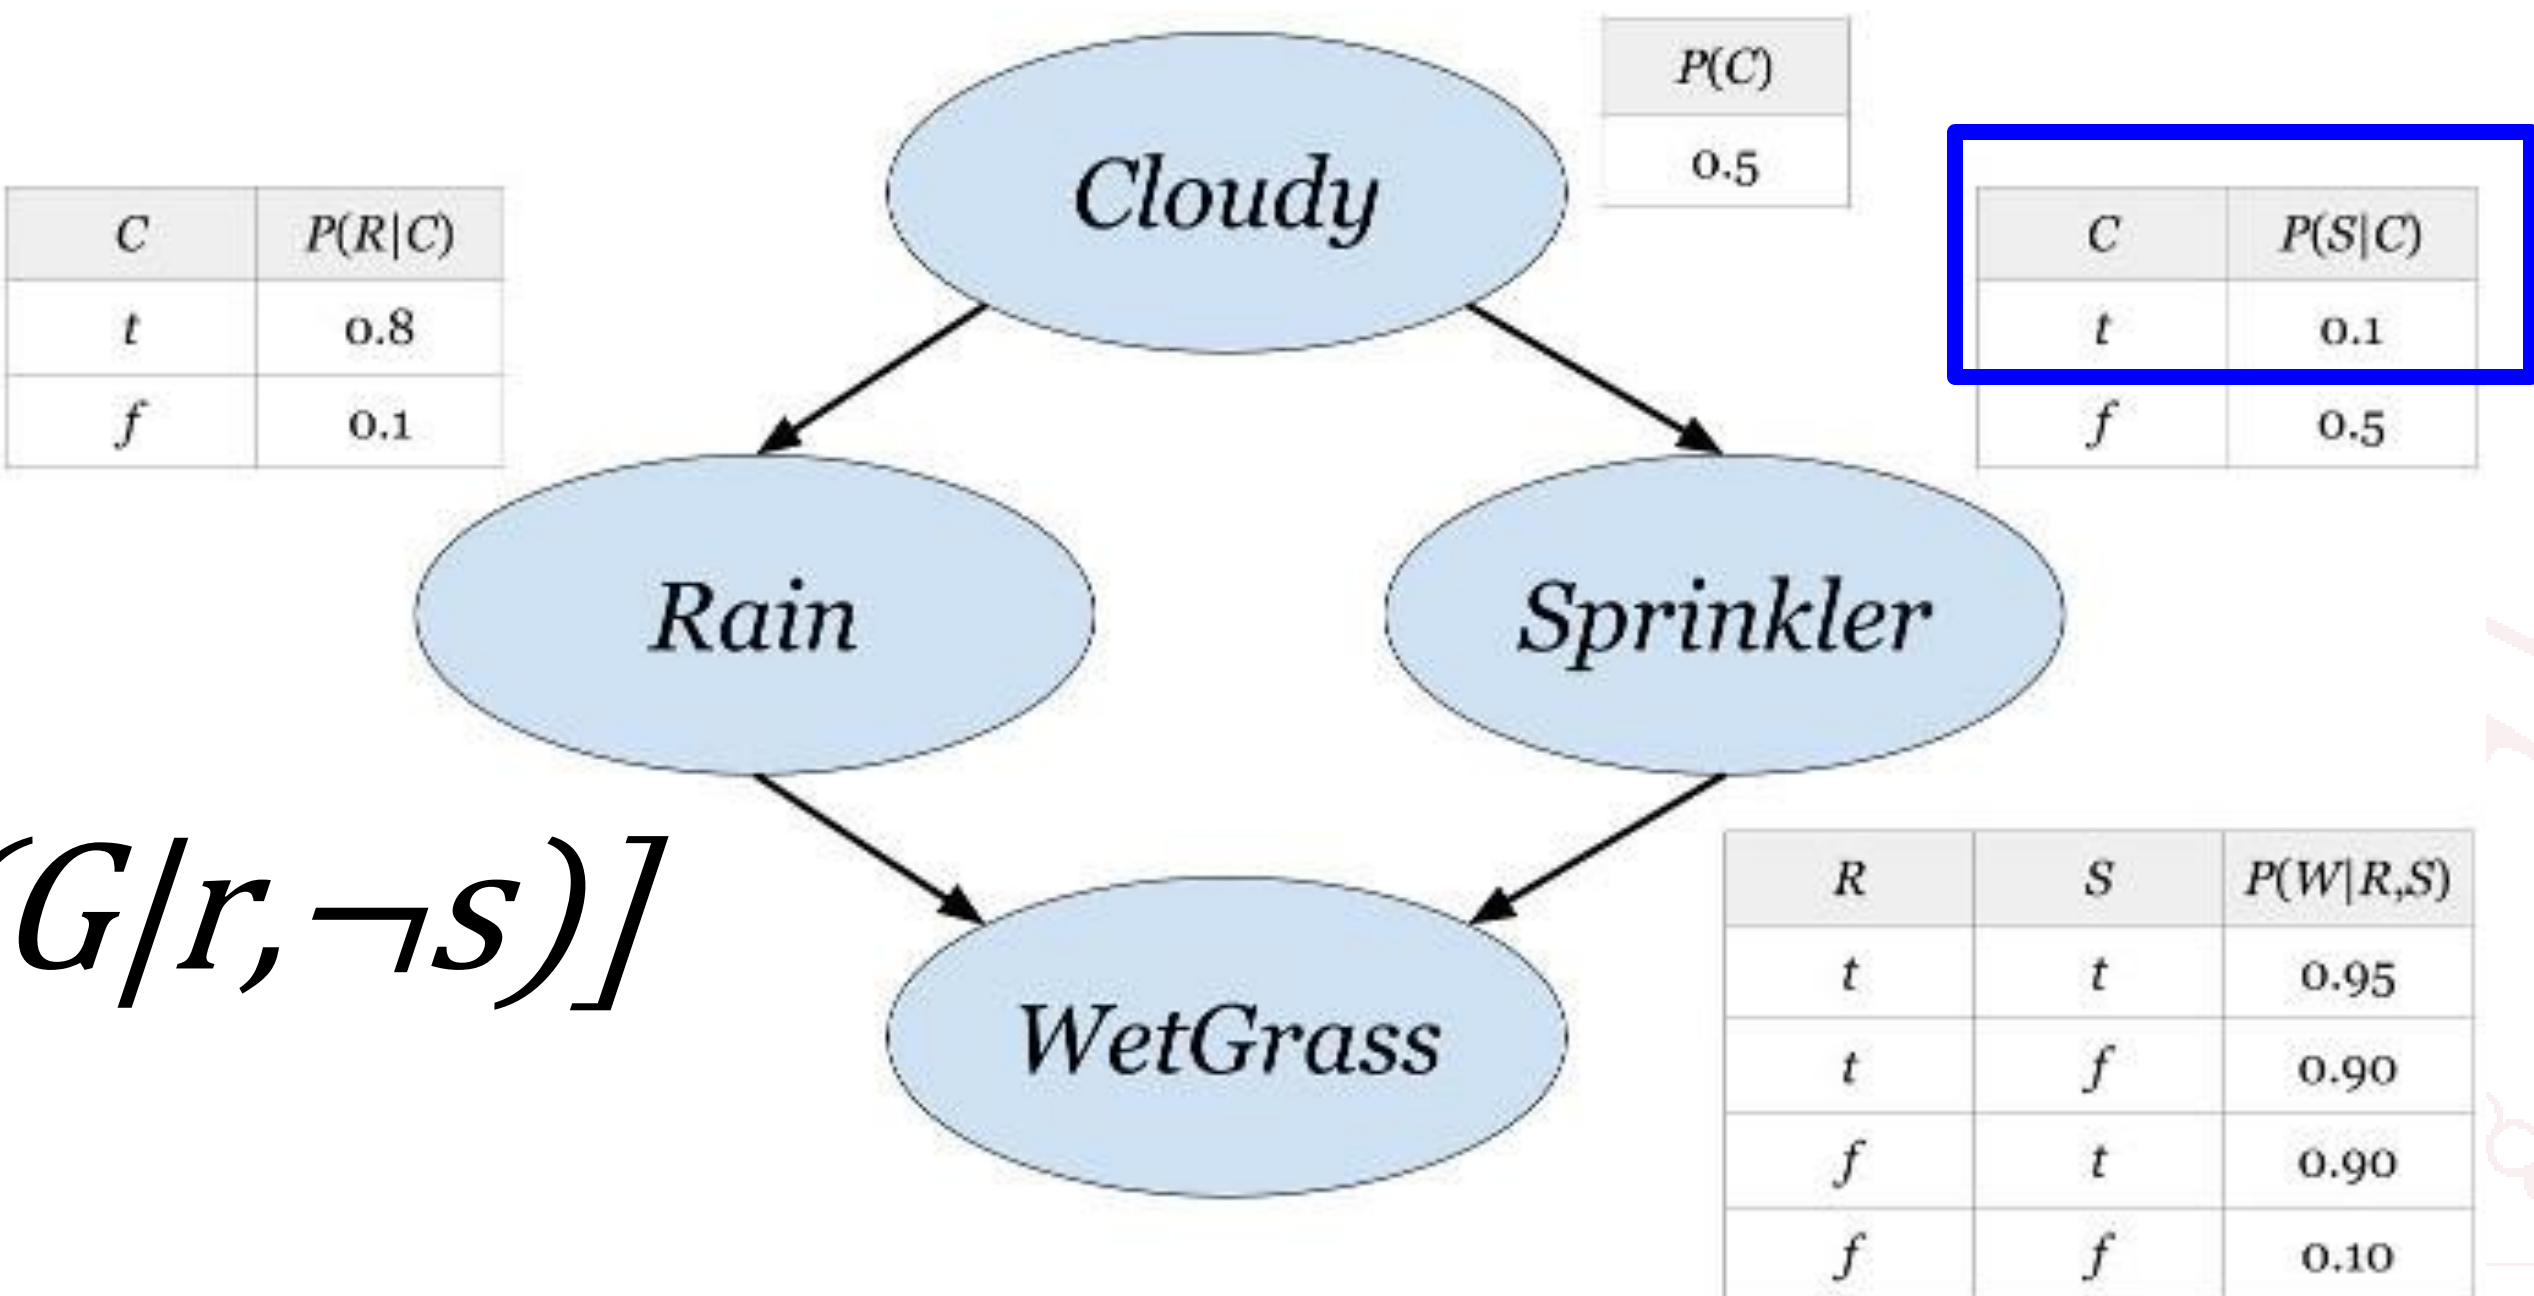 P(C)
0.5
Cloudy
C P(R|C)
t 0.8
f 0.1
C P(S|C)
t 0.1
f 0.5
Rain
Sprinkler
(G|r,¬s)]
WetGrass
R S P(W|R,S)
t t 0.95
t f 0.90
f t 0.90
f f 0.10